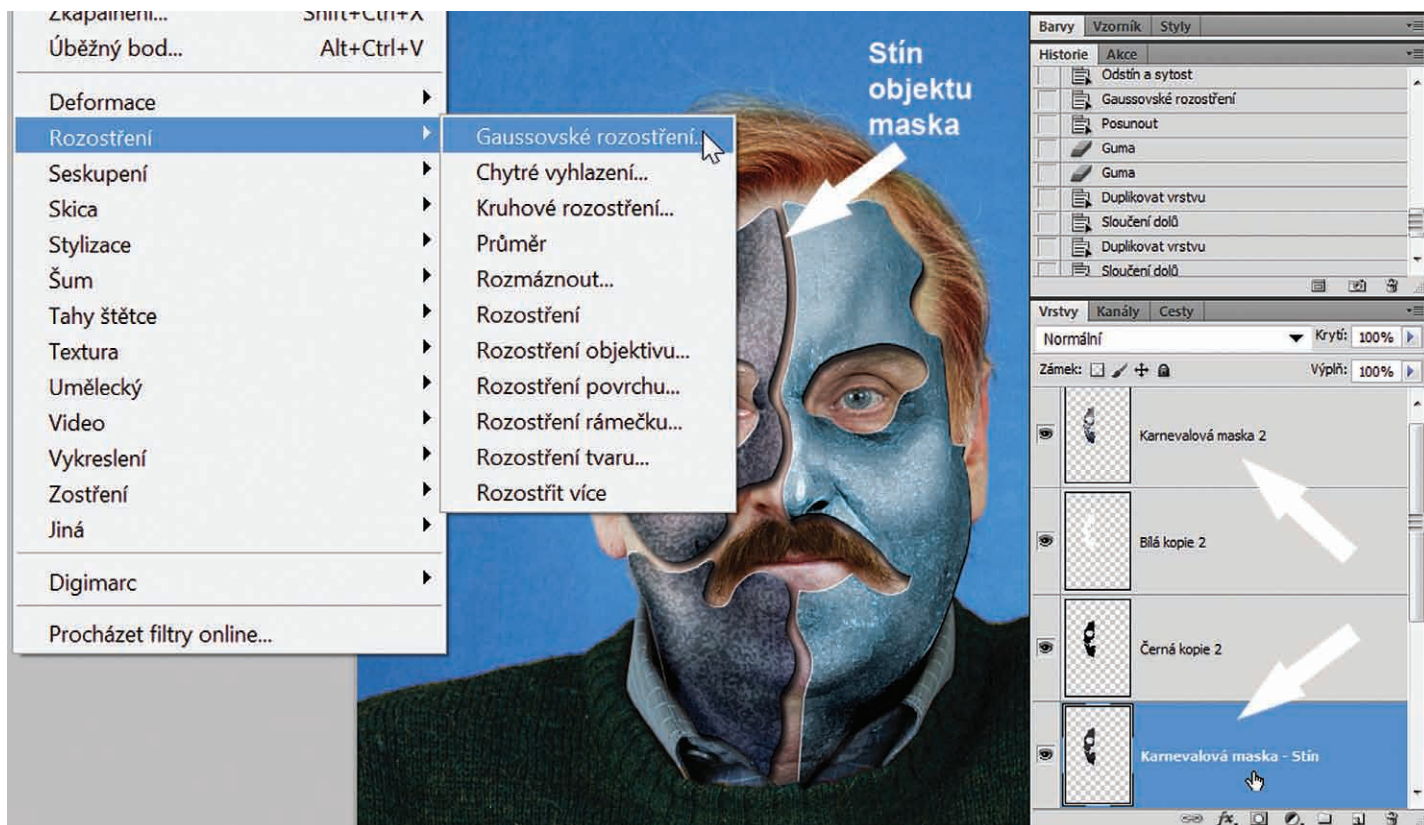 Zkapalnění... Shift+Ctrl+X
Úběžný bod... Alt+Ctrl+V
Deformace
Rozostření
Seskupení
Skica
Stylizace
Šum
Tahy štětce
Textura
Umělecký
Video
Vykreslení
Zostření
Jiná
Digimarc
Procházet filtry online...
Gaussovské rozostření...
Chytré vyhlazení...
Kruhové rozostření...
Průměr
Rozmáznout...
Rozostření
Rozostření objektivu...
Rozostření povrchu...
Rozostření rámečku...
Rozostření tvaru...
Rozostřit více
Stín
objektu
maska
Barvy Vzorník Styly
Historie Akce
Odstín a sytost
Gaussovské rozostření
Posunout
Guma
Guma
Duplikovat vrstvu
Sloučení dolů
Duplikovat vrstvu
Sloučení dolů
Vrstvy Kanály Cesty
Normální Krytí: 100%
Zámek: Výplň: 100%
Karnevalová maska 2
Bílá kopie 2
Černá kopie 2
Karnevalová maska - Stín
fx